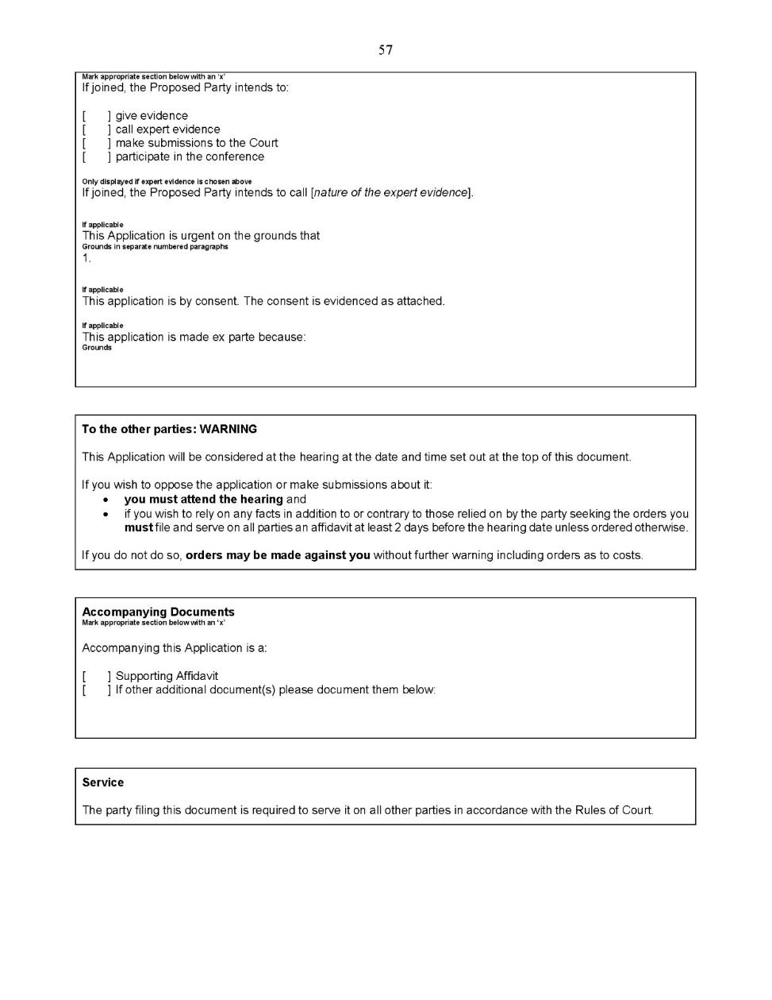 57
Mark appropriate section below with an ‘x’
If joined, the Proposed Party intends to:
[ ] give evidence
[ ] call expert evidence
[ ] make submissions to the Court
[ ] participate in the conference
Only displayed if expert evidence is chosen above
If joined, the Proposed Party intends to call [nature of the expert evidence].
If applicable
This Application is urgent on the grounds that
Grounds in separate numbered paragraphs
1.
If applicable
This application is by consent. The consent is evidenced as attached.
If applicable
This application is made ex parte because:
Grounds
To the other parties: WARNING
This Application will be considered at the hearing at the date and time set out at the top of this document.
If you wish to oppose the application or make submissions about it:
• you must attend the hearing and
• if you wish to rely on any facts in addition to or contrary to those relied on by the party seeking the orders you
must file and serve on all parties an affidavit at least 2 days before the hearing date unless ordered otherwise.
If you do not do so, orders may be made against you without further warning including orders as to costs.
Accompanying Documents
Mark appropriate section below with an ‘x’
Accompanying this Application is a:
[ ] Supporting Affidavit
[ ] If other additional document(s) please document them below:
Service
The party filing this document is required to serve it on all other parties in accordance with the Rules of Court.